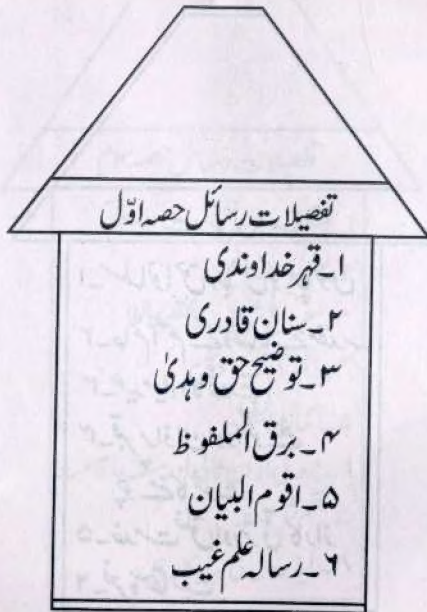 تفصیلات رسائل حصہ اوّل
۱۔قہر خداوندی
۲۔سنان قادری
۳۔توضیح حق وہدیٰ
۴۔برق الملفوظ
۵۔اقوم البیان
۶۔رسالہ علم غیب